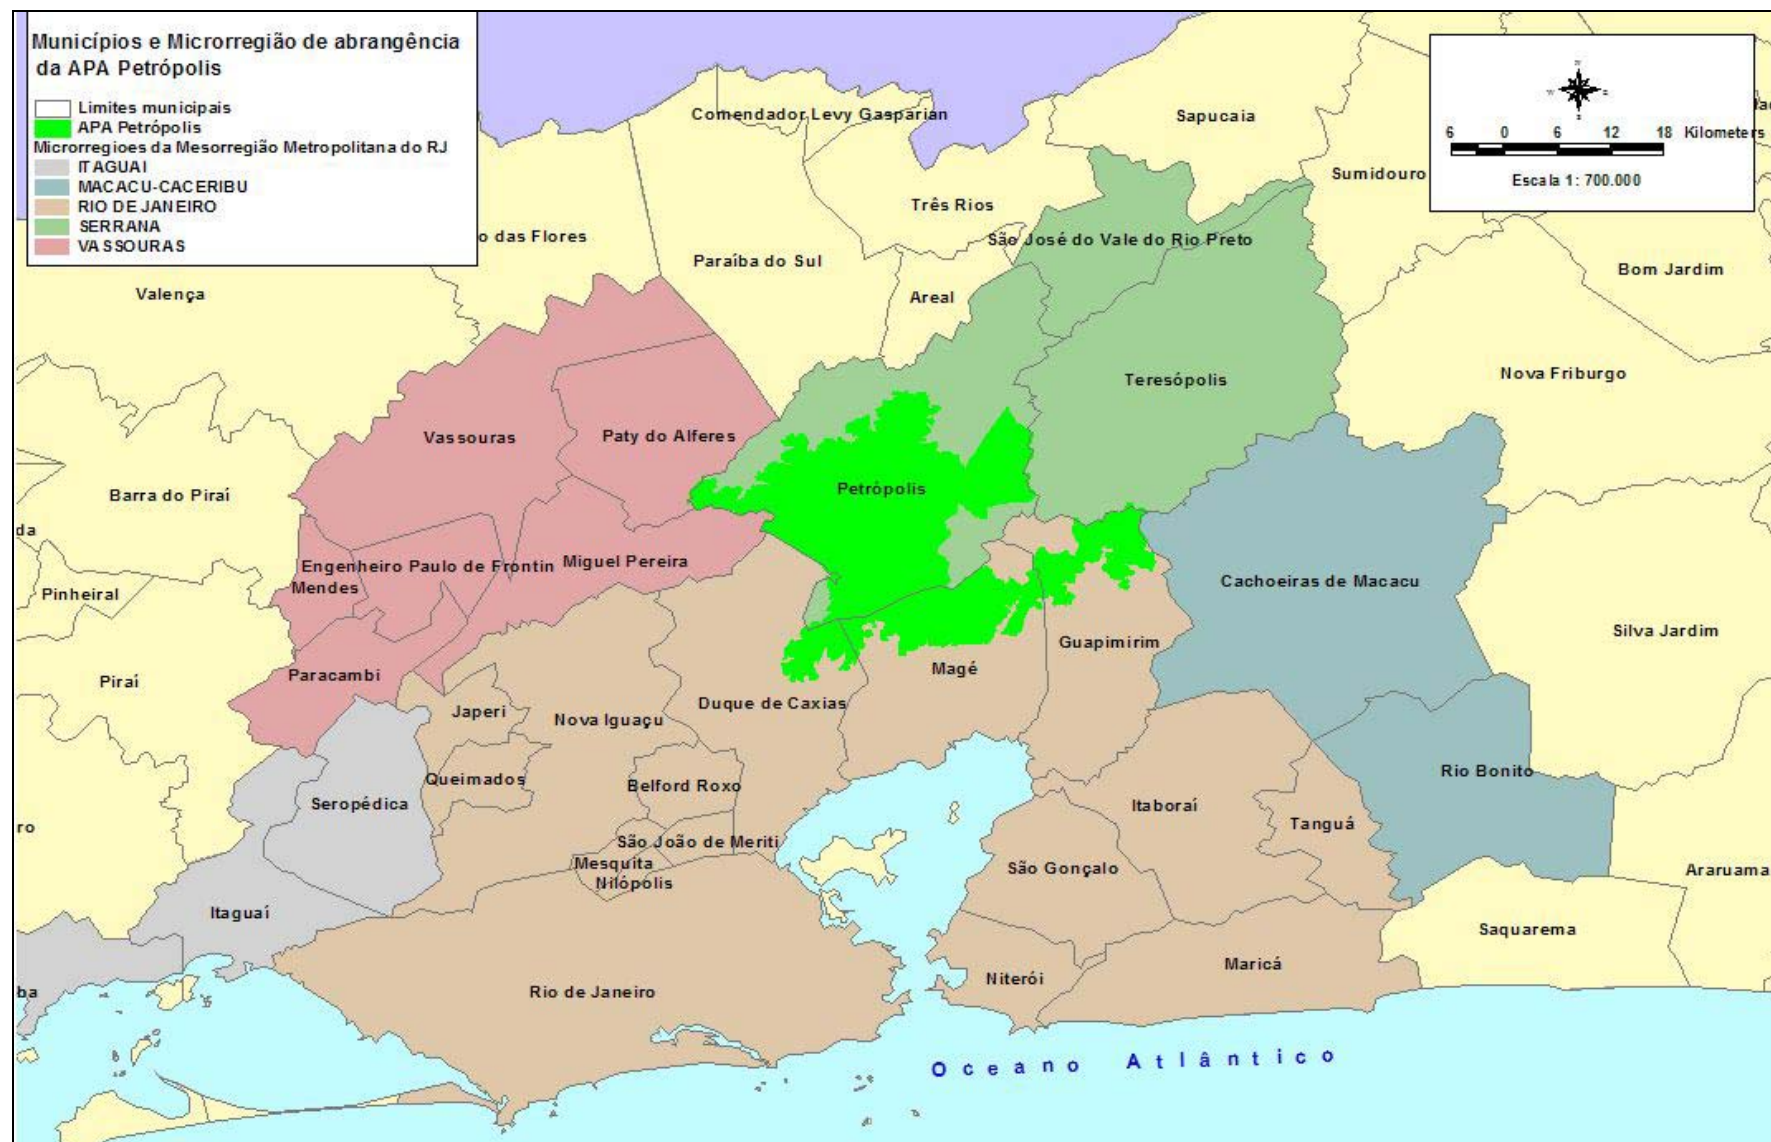 Municípios e Microrregião de abrangência
da APA Petrópolis
Limites municipais
APA Petrópolis
Microrregioes da Mesorregião Metropolitana do RJ
ITAGUAI
MACACU-CACERIBU
RIO DE JANEIRO
SERRANA
VASSOURAS
6 0 6 12 18 Kilometers
Escala 1: 700.000
Comendador Levy Gasparian
Sapucaia
Sumidouro
Três Rios
o das Flores
São José do Vale do Rio Preto
Paraíba do Sul
Bom Jardim
Valença
Areal
Nova Friburgo
Teresópolis
Vassouras
Paty do Alferes
Petrópolis
Barra do Piraí
da
Engenheiro Paulo de Frontin
Miguel Pereira
Mendes
Cachoeiras de Macacu
Pinheiral
Silva Jardim
Guapimirim
Magé
Paracambi
Piraí
Duque de Caxias
Japeri
Nova Iguaçu
Rio Bonito
Queimados
Belford Roxo
Seropédica
Itaboraí
Tanguá
ro
São João de Meriti
Mesquita
São Gonçalo
Araruama
Nilópolis
Itaguaí
Saquarema
Maricá
Niterói
Rio de Janeiro
ba
Oceano Atlântico